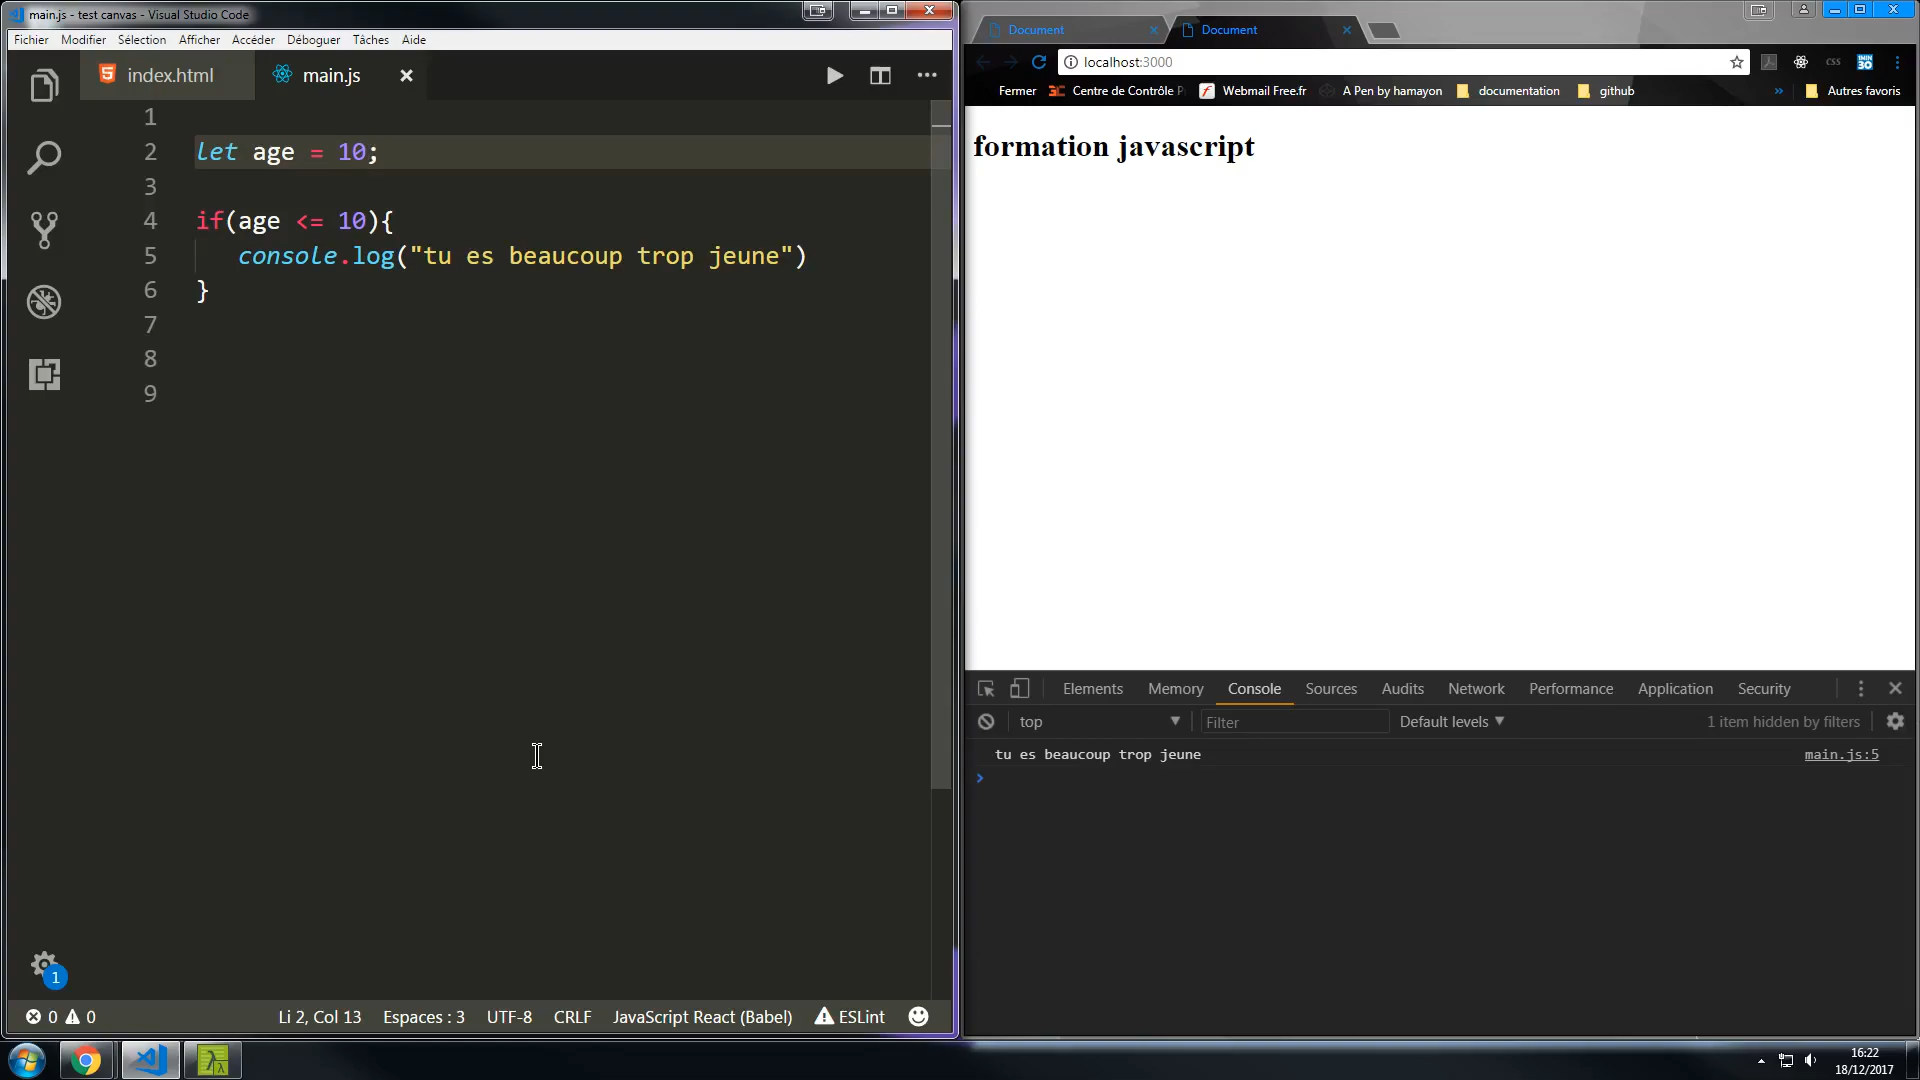 main.js - test canvas - Visual Studio Code
Fichier Modifier Sélection Afficher Accéder Déboguer Tâches Aide
index.html main.js
1
2 let age = 10;
3
4 if(age <= 10){
5 console.log("tu es beaucoup trop jeune")
6 }
7
8
9
1
0 0 Li 2, Col 13 Espaces : 3 UTF-8 CRLF JavaScript React (Babel) ESLint
Document Document
localhost:3000
Fermer Centre de Contrôle Webmail Free.fr A Pen by hamayon documentation github » Autres favoris
formation javascript
Elements Memory Console Sources Audits Network Performance Application Security
top Filter Default levels 1 item hidden by filters
tu es beaucoup trop jeune main.js:5
16:22
18/12/2017